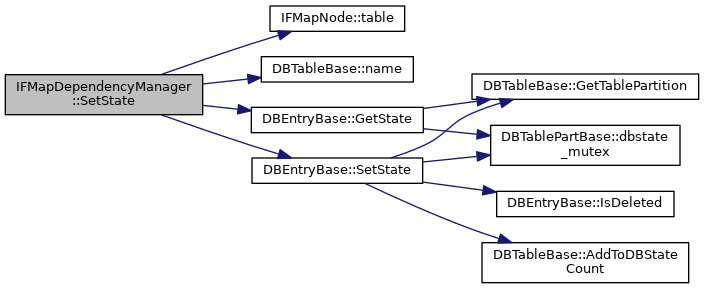 IFMapDependencyManager
::SetState
IFMapNode::table
DBTableBase::name
DBEntryBase::GetState
DBEntryBase::SetState
DBTableBase::GetTablePartition
DBTablePartBase::dbstate
_mutex
DBEntryBase::IsDeleted
DBTableBase::AddToDBState
Count